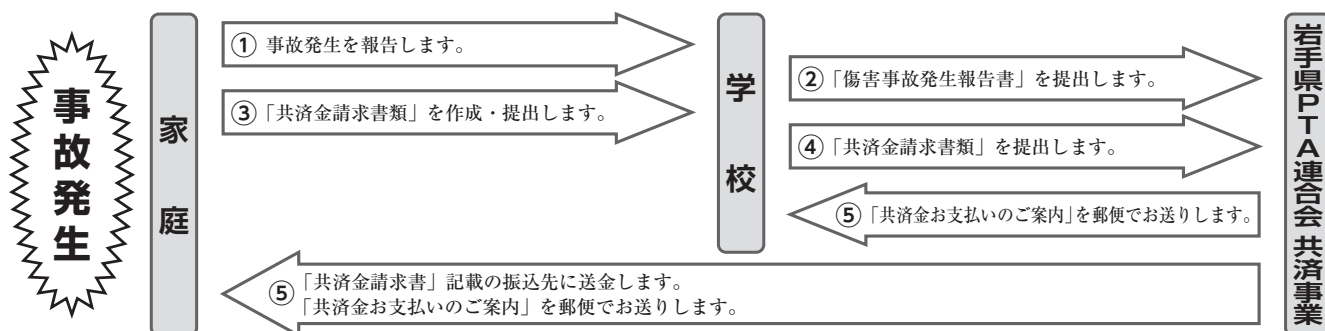 事故発生
家庭
① 事故発生を報告します。
③「共済金請求書類」を作成・提出します。
学校
②「傷害事故発生報告書」を提出します。
④「共済金請求書類」を提出します。
⑤「共済金お支払いのご案内」を郵便でお送りします。
⑤「共済金請求書」記載の振込先に送金します。
「共済金お支払いのご案内」を郵便でお送りします。
岩手県PTA連合会 共済事業